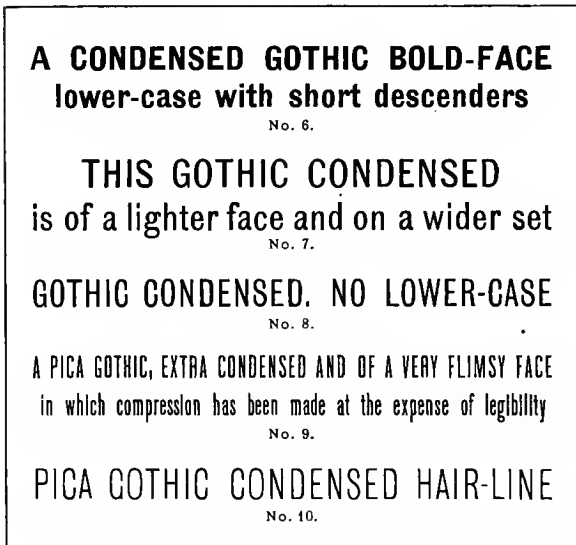 A CONDENSED GOTHIC BOLD-FACE
lower-case with short descenders
No. 6.
THIS GOTHIC CONDENSED
is of a lighter face and on a wider set
No. 7.
GOTHIC CONDENSED. NO LOWER-CASE
No. 8.
A PICA GOTHIC, EXTRA CONDENSED AND OF A VERY FLIMSY FACE
in which compression has been made at the expense of legibility
No. 9.
PICA GOTHIC CONDENSED HAIR-LINE
No. 10.